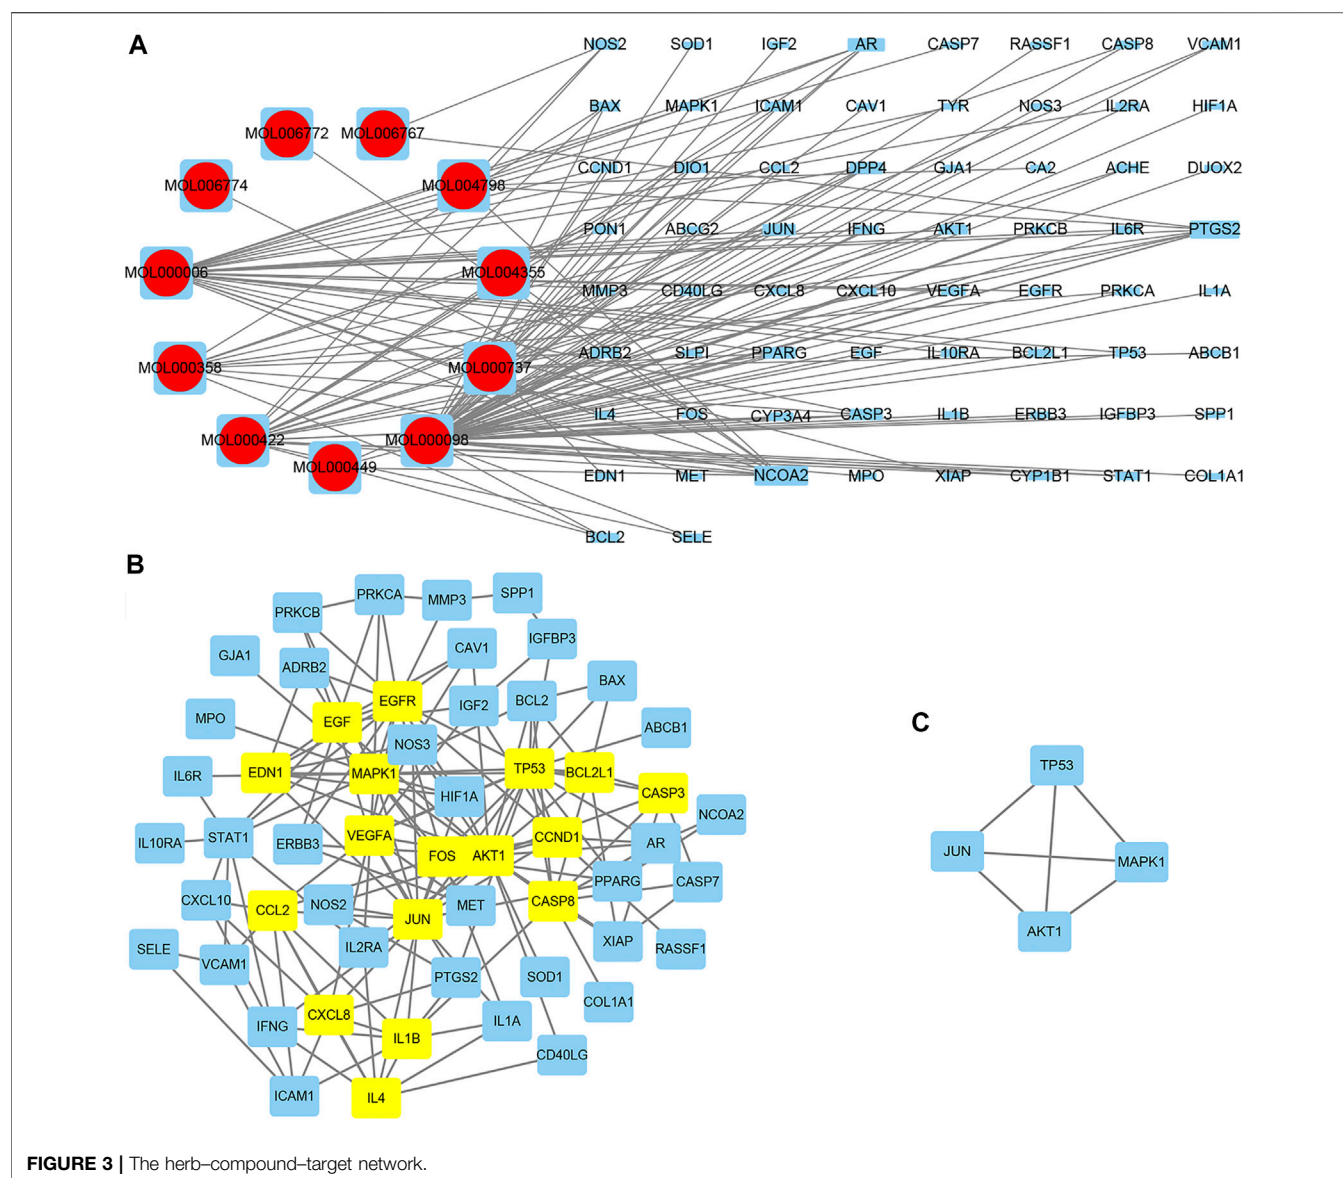 A
NOS2 SOD1 IGF2 AR CASP7 RASSF1 CASP8 VCAM1
BAX MAPK1 ICAM1 CAV1 TYR NOS3 IL2RA HIF1A
MOL006772 MOL006767
CCND1 DIO1 CCL2 DPP4 GJA1 CA2 ACHE DUOX2
MOL006774 MOL004798
PON1 ABCG2 JUN IFNG AKT1 PRKCB IL6R PTGS2
MOL000006 MOL004355
MMP3 CD40LG CXCL8 CXCL10 VEGFA EGFR PRKCA IL1A
ADRB2 SLPI PPARG EGF IL10RA BCL2L1 TP53 ABCB1
MOL000358 MOL000737
IL4 FOS CYP3A4 CASP3 IL1B ERBB3 IGFBP3 SPP1
MOL000422 MOL000098
MOL000449
EDN1 MET NCOA2 MPO XIAP CYP1B1 STAT1 COL1A1
BCL2 SELE
B
PRKCB PRKCA MMP3 SPP1
GJA1 ADRB2 CAV1 IGFBP3
MPO EGF EGFR IGF2 BCL2 BAX
NOS3 ABCB1
IL6R EDN1 MAPK1 HIF1A TP53 BCL2L1 CASP3
IL10RA STAT1 ERBB3 VEGFA FOS AKT1 CCND1 AR NCOA2
CXCL10 CCL2 NOS2 JUN MET CASP8 PPARG CASP7
SELE VCAM1 IL2RA PTGS2 SOD1 XIAP RASSF1
IFNG CXCL8 IL1B IL1A COL1A1
CD40LG
ICAM1 IL4
C
TP53
JUN MAPK1
AKT1
FIGURE 3 | The herb–compound–target network.